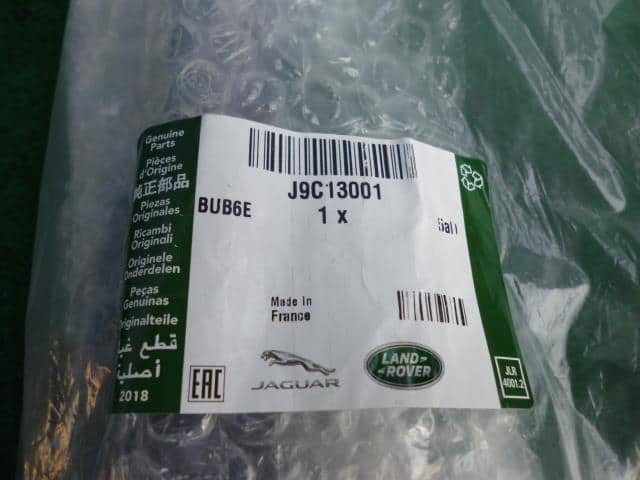 Genuine
Parts
Pièces
d'Origine
純正部品
Piezas
Originales
Ricambi
Originali
Originele
Onderdelen
Peças
Genuinas
Originalteile
قطع غيار
أصلية
2018
J9C13001
BUB6E
1 x
Made In
France
EAC
JAGUAR
LAND-
ROVER
JLR
4001.2